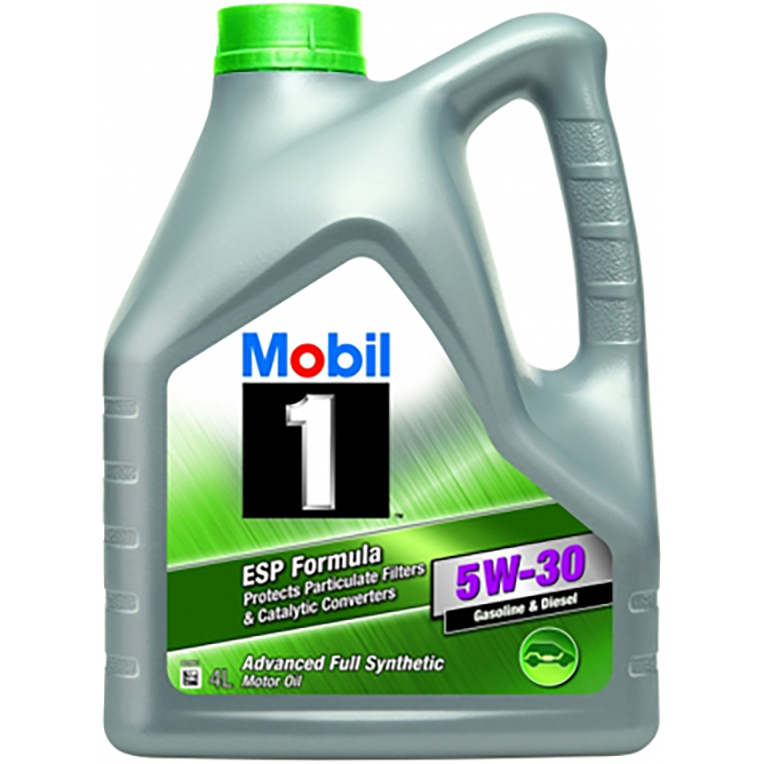 Mobil
1
™
ESP Formula
Protects Particulate Filters
& Catalytic Converters
5W-30
Gasoline & Diesel
Advanced Full Synthetic
4L Motor Oil